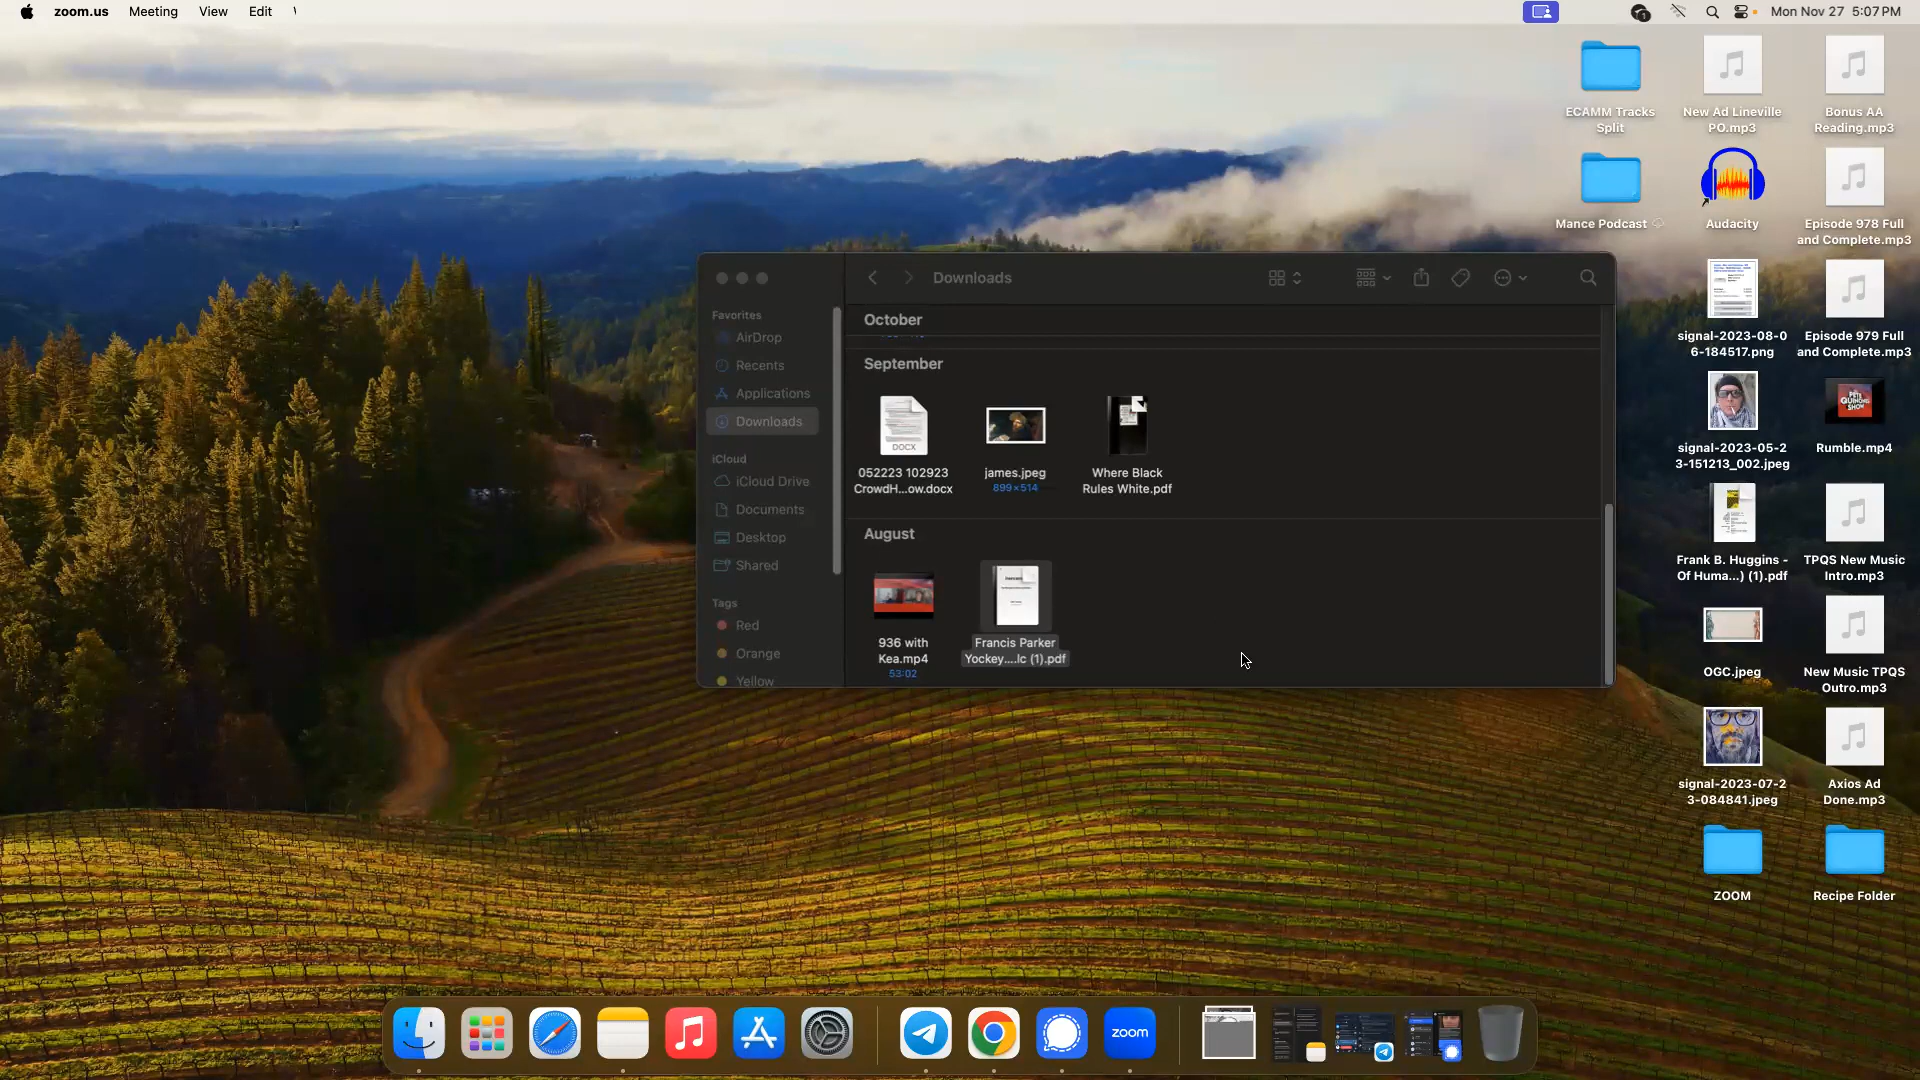 zoom.us Meeting View Edit
Mon Nov 27 5:07 PM
ECAMM Tracks
Split
New Ad Lineville
PO.mp3
Bonus AA
Reading.mp3
Mance Podcast
Audacity
Episode 978 Full
and Complete.mp3
signal-2023-08-0
6-184517.png
Episode 979 Full
and Complete.mp3
signal-2023-05-2
3-151213_002.jpeg
PETE
QUINONES
SHOW
Rumble.mp4
Frank B. Huggins -
Of Huma...) (1).pdf
TPQS New Music
Intro.mp3
OGC.jpeg
New Music TPQS
Outro.mp3
signal-2023-07-2
3-084841.jpeg
Axios Ad
Done.mp3
ZOOM
Recipe Folder
Downloads
Favorites
AirDrop
Recents
Applications
Downloads
iCloud
iCloud Drive
Documents
Desktop
Shared
Tags
Red
Orange
Yellow
October
September
DOCX
052223 102923
CrowdH...ow.docx
james.jpeg
899×514
Where Black
Rules White.pdf
August
936 with
Kea.mp4
53:02
Francis Parker
Yockey....lc (1).pdf
zoom